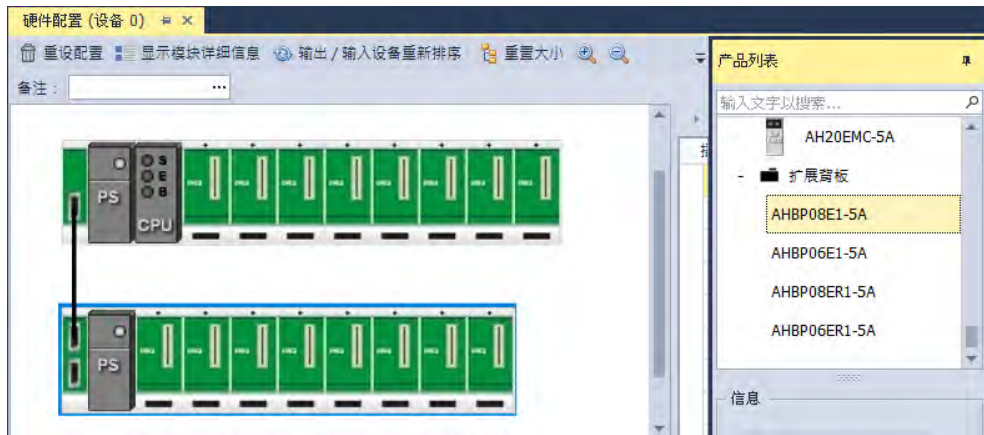 硬件配置 (设备 0)
重设配置 显示模块详细信息 输出 / 输入设备重新排序 重置大小
备注 :
...
PS
S
E
B
CPU
PS
产品列表
输入文字以搜索...
AH20EMC-5A
- 扩展背板
AHBP08E1-5A
AHBP06E1-5A
AHBP08ER1-5A
AHBP06ER1-5A
信息